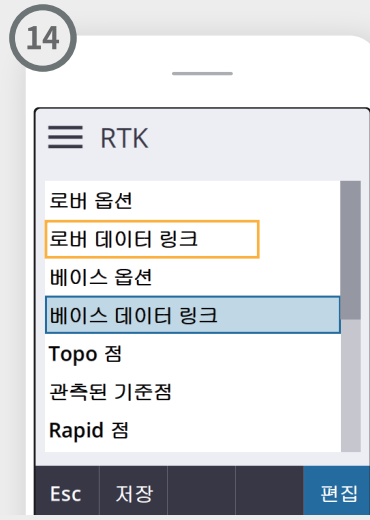 14
RTK
로버 옵션
로버 데이터 링크
베이스 옵션
베이스 데이터 링크
Topo 점
관측된 기준점
Rapid 점
Esc 저장 편집